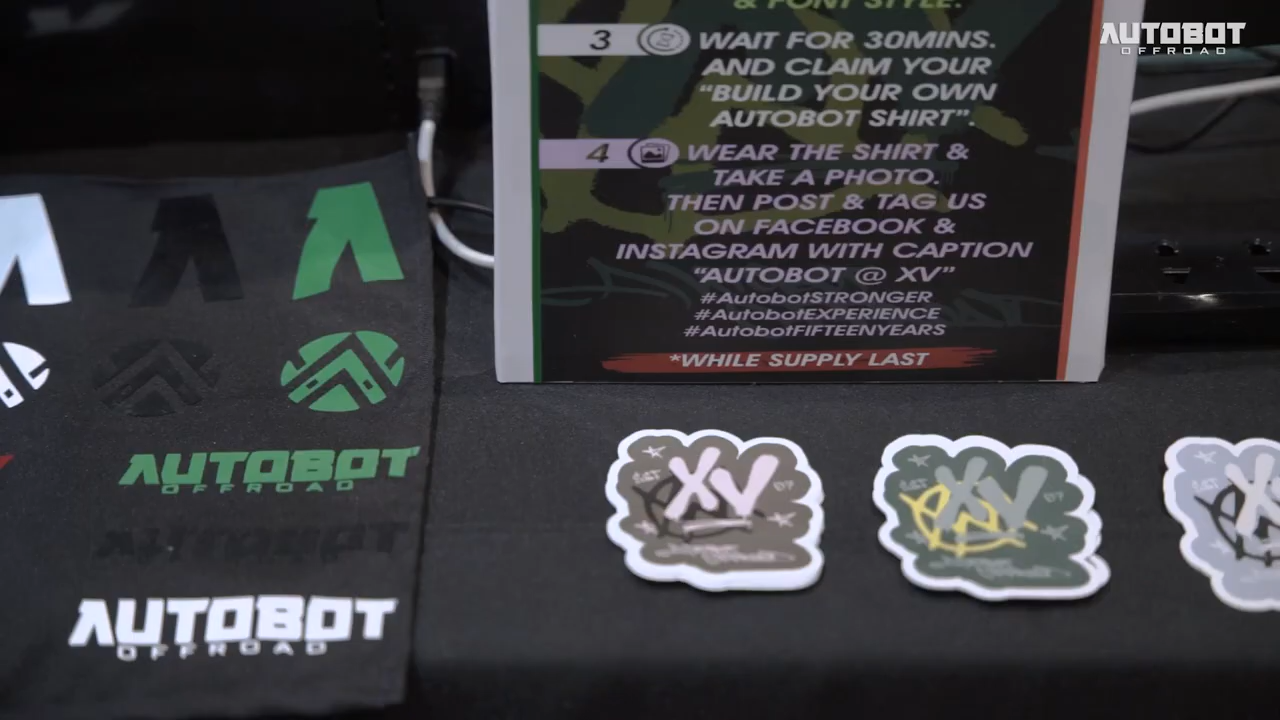 & FONT STYLE.
3 WAIT FOR 30MINS.
AND CLAIM YOUR
“BUILD YOUR OWN
AUTOBOT SHIRT”.
4 WEAR THE SHIRT &
TAKE A PHOTO.
THEN POST & TAG US
ON FACEBOOK &
INSTAGRAM WITH CAPTION
“AUTOBOT @ XV”
#AutobotSTRONGER
#AutobotEXPERIENCE
#AutobotFIFTEENYEARS
*WHILE SUPPLY LAST
AUTOBOT
OFFROAD
AUTOBOT
OFFROAD
AUTOBOT
AUTOBOT
OFFROAD
XV
XV